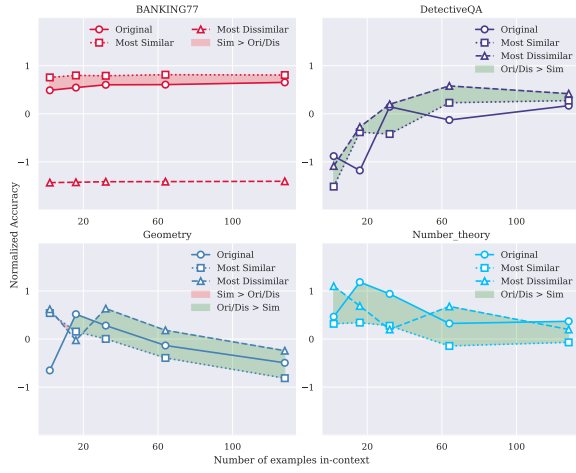 BANKING77
Original
Most Similar
Most Dissimilar
Sim > Ori/Dis
1
0
−1
20
60
100
DetectiveQA
Original
Most Similar
Most Dissimilar
Ori/Dis > Sim
1
0
−1
20
60
100
Normalized Accuracy
Geometry
Original
Most Similar
Most Dissimilar
Sim > Ori/Dis
Ori/Dis > Sim
1
0
−1
20
60
100
Number_theory
Original
Most Similar
Most Dissimilar
Ori/Dis > Sim
1
0
−1
20
60
100
Number of examples in-context